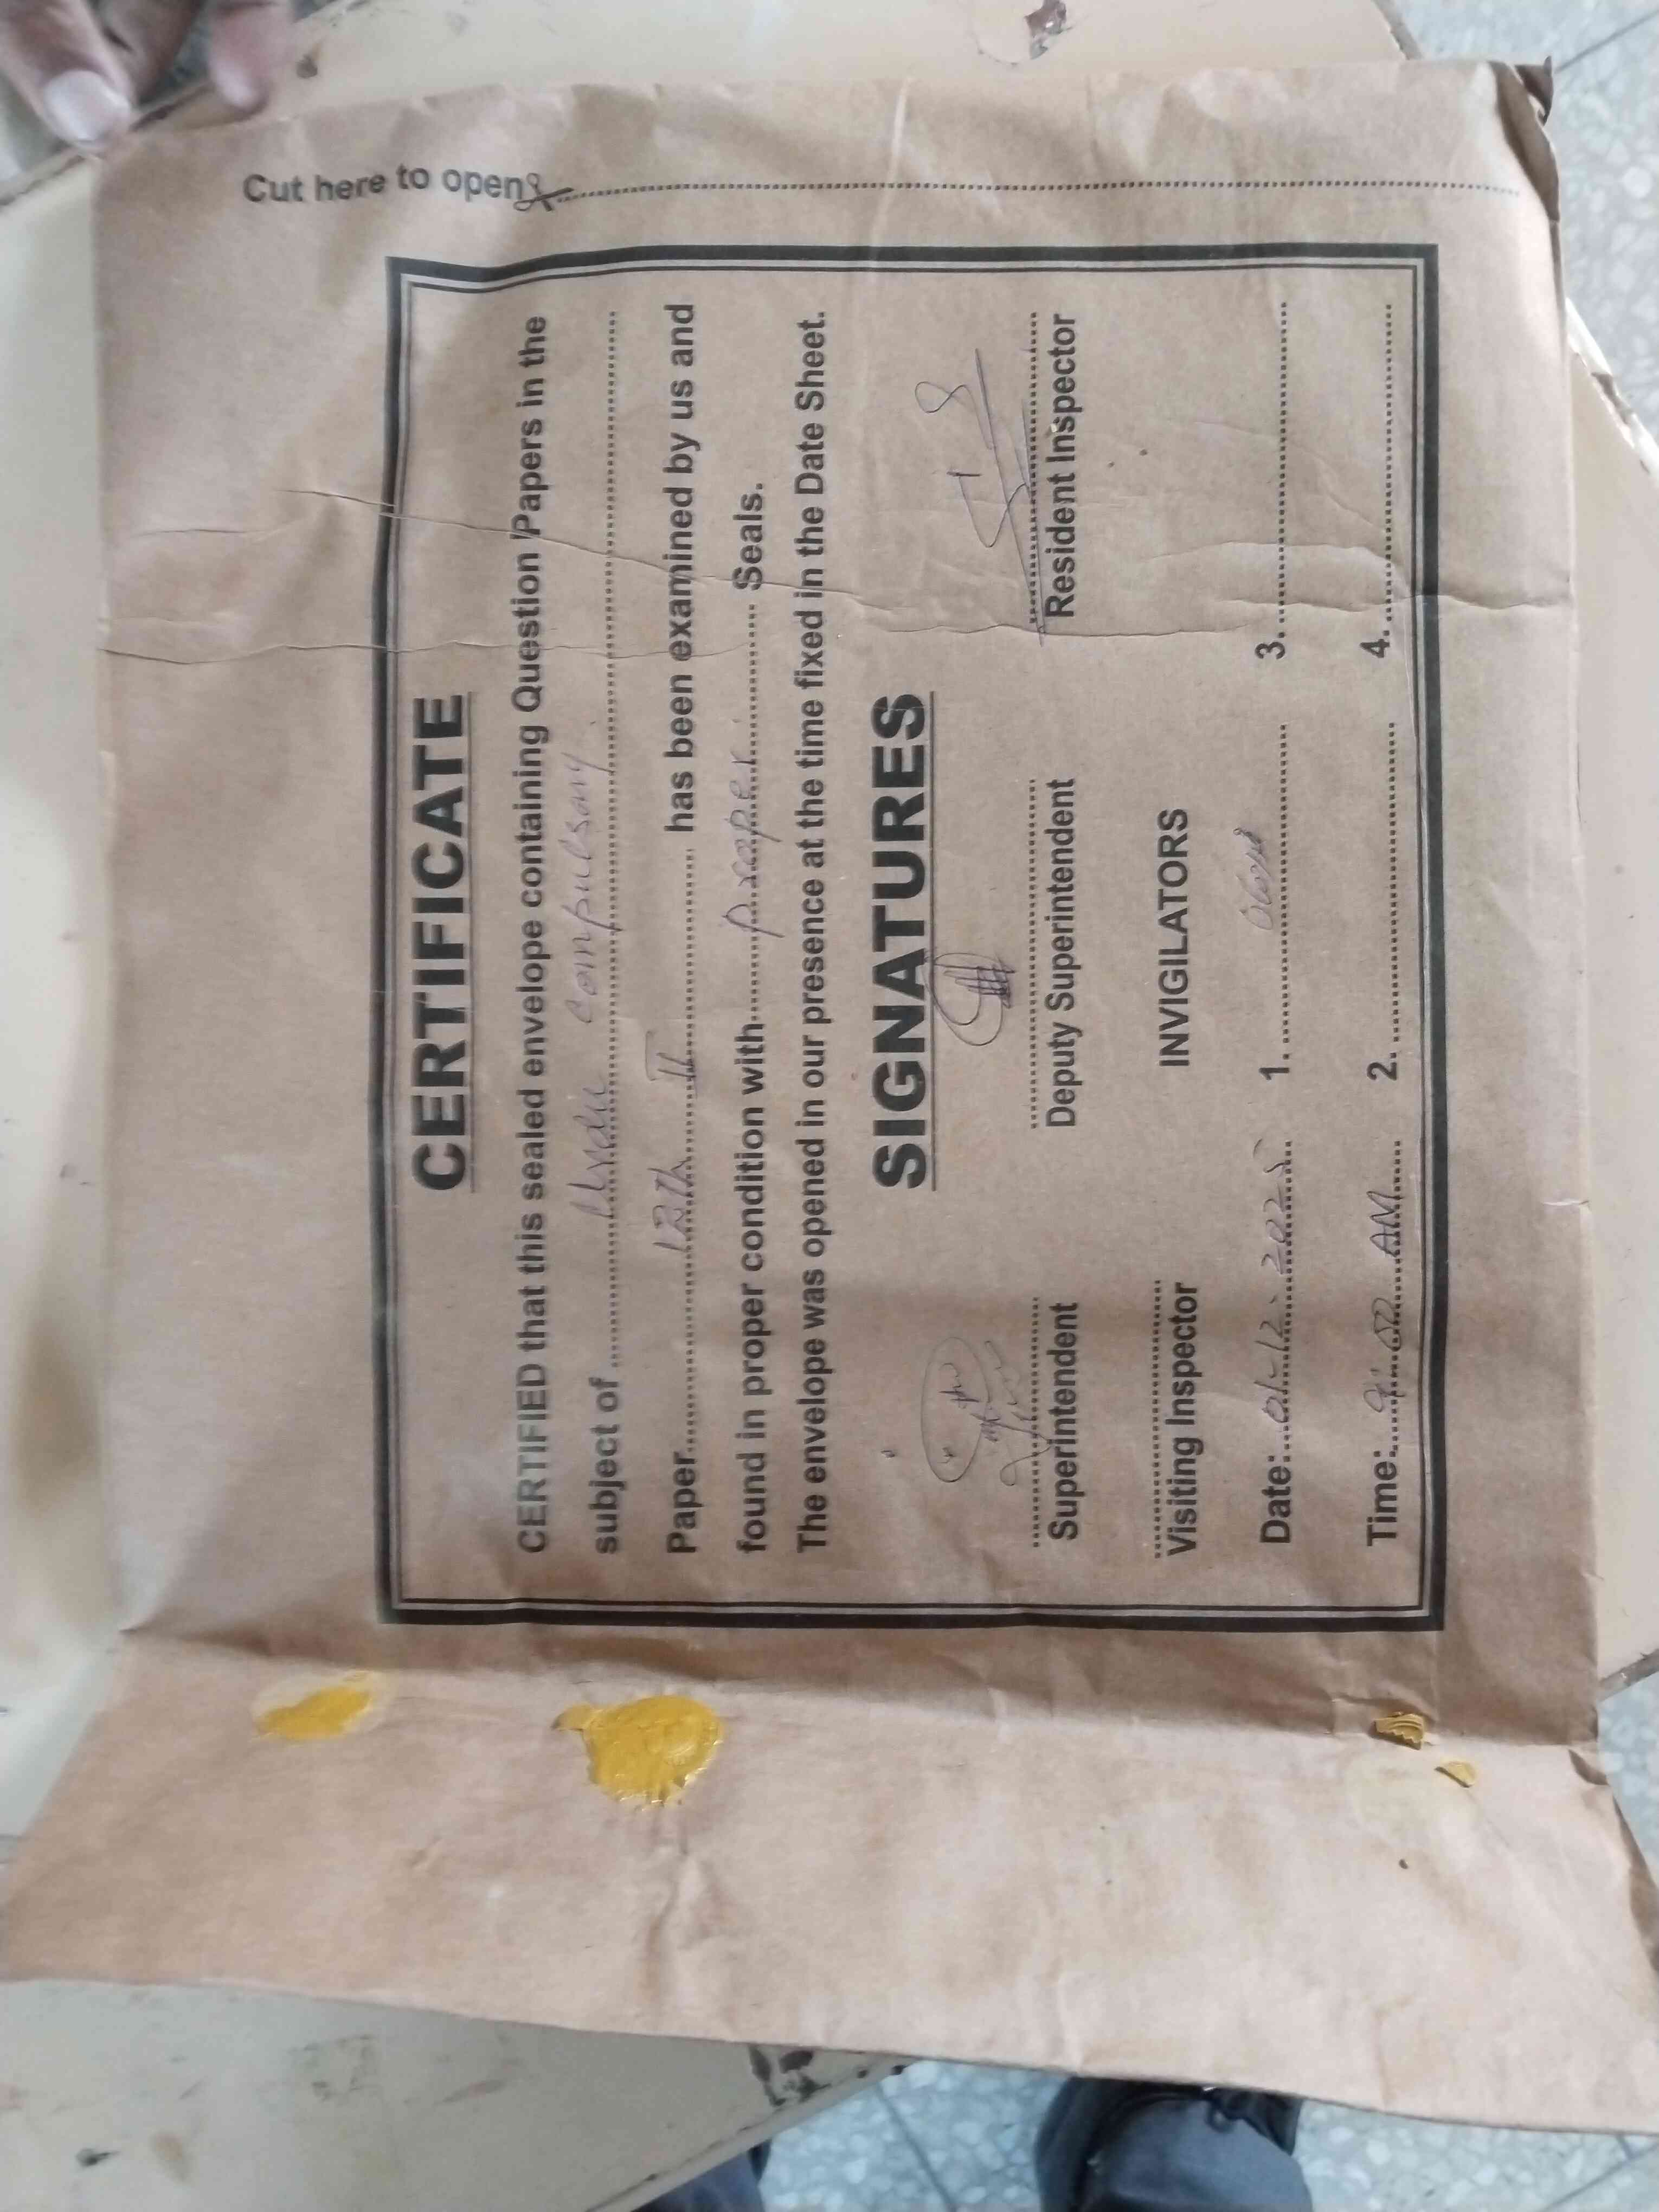 Cut here to open
CERTIFICATE
CERTIFIED that this sealed envelope containing Question Papers in the
subject of Urdu Compulsory
Paper 12th II has been examined by us and
found in proper condition with proper Seals.
The envelope was opened in our presence at the time fixed in the Date Sheet.
SIGNATURES
Superintendent Deputy Superintendent Resident Inspector
Visiting Inspector INVIGILATORS
Date: 01-12-2025 1. 3.
Time: AM 2. 4.